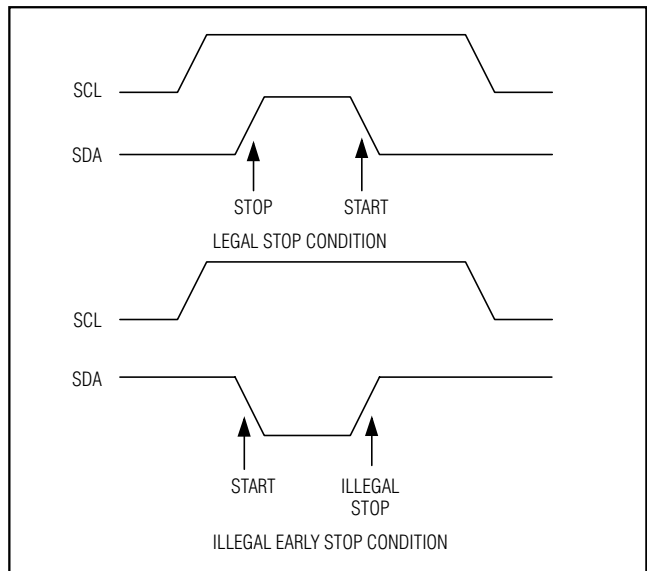 SCL
SDA
STOP START
LEGAL STOP CONDITION
SCL
SDA
START ILLEGAL
STOP
ILLEGAL EARLY STOP CONDITION